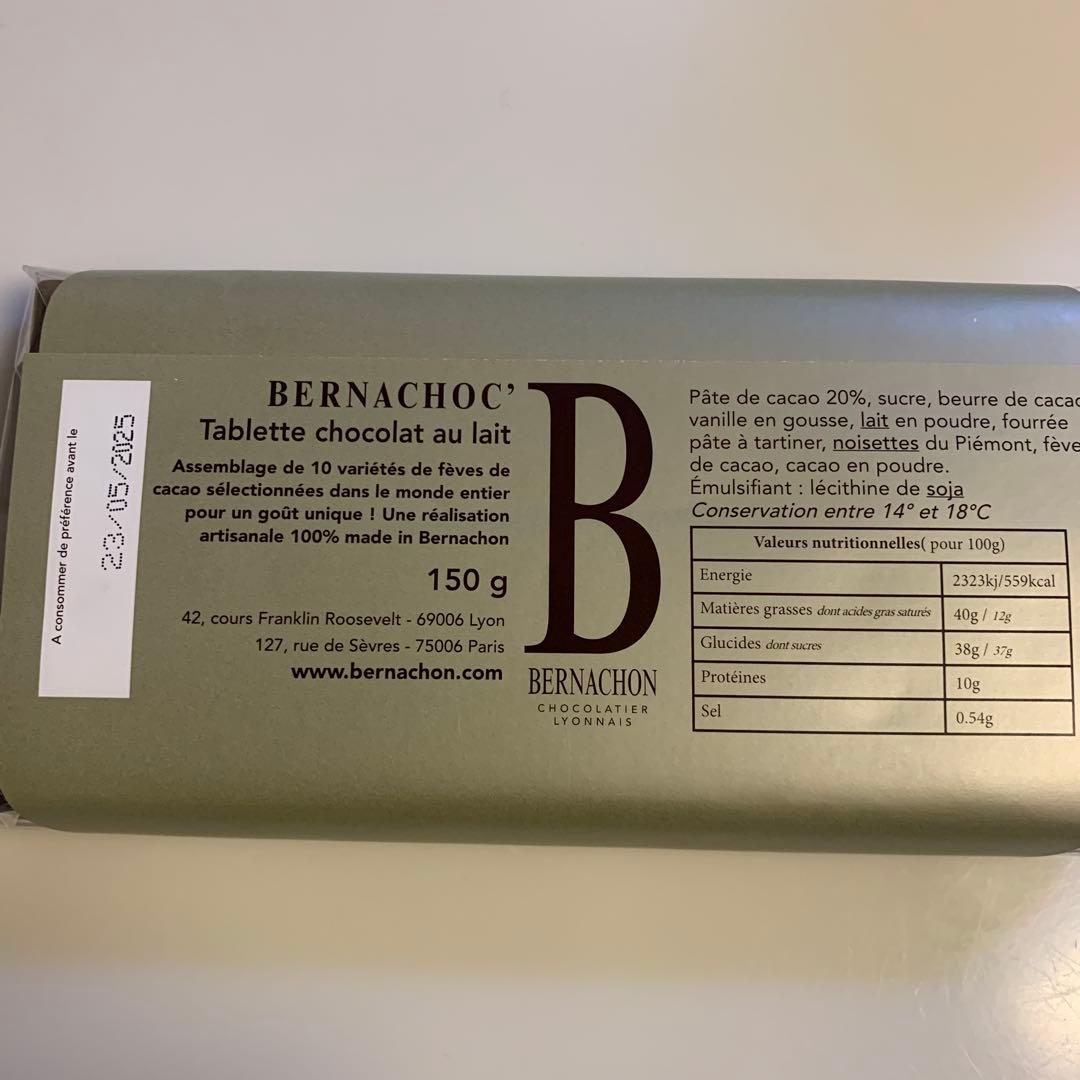 A consommer de préférence avant le
23/05/2025
BERNACHOC'
Tablette chocolat au lait
Assemblage de 10 variétés de fèves de
cacao sélectionnées dans le monde entier
pour un goût unique ! Une réalisation
artisanale 100% made in Bernachon
150 g
42, cours Franklin Roosevelt - 69006 Lyon
127, rue de Sèvres - 75006 Paris
www.bernachon.com
B
BERNACHON
CHOCOLATIER
LYONNAIS
Pâte de cacao 20%, sucre, beurre de cacao
vanille en gousse, lait en poudre, fourrée
pâte à tartiner, noisettes du Piémont, fève
de cacao, cacao en poudre.
Émulsifiant : lécithine de soja
Conservation entre 14° et 18°C
Valeurs nutritionnelles( pour 100g)
Energie 2323kj/559kcal
Matières grasses dont acides gras saturés 40g / 12g
Glucides dont sucres 38g / 37g
Protéines 10g
Sel 0.54g